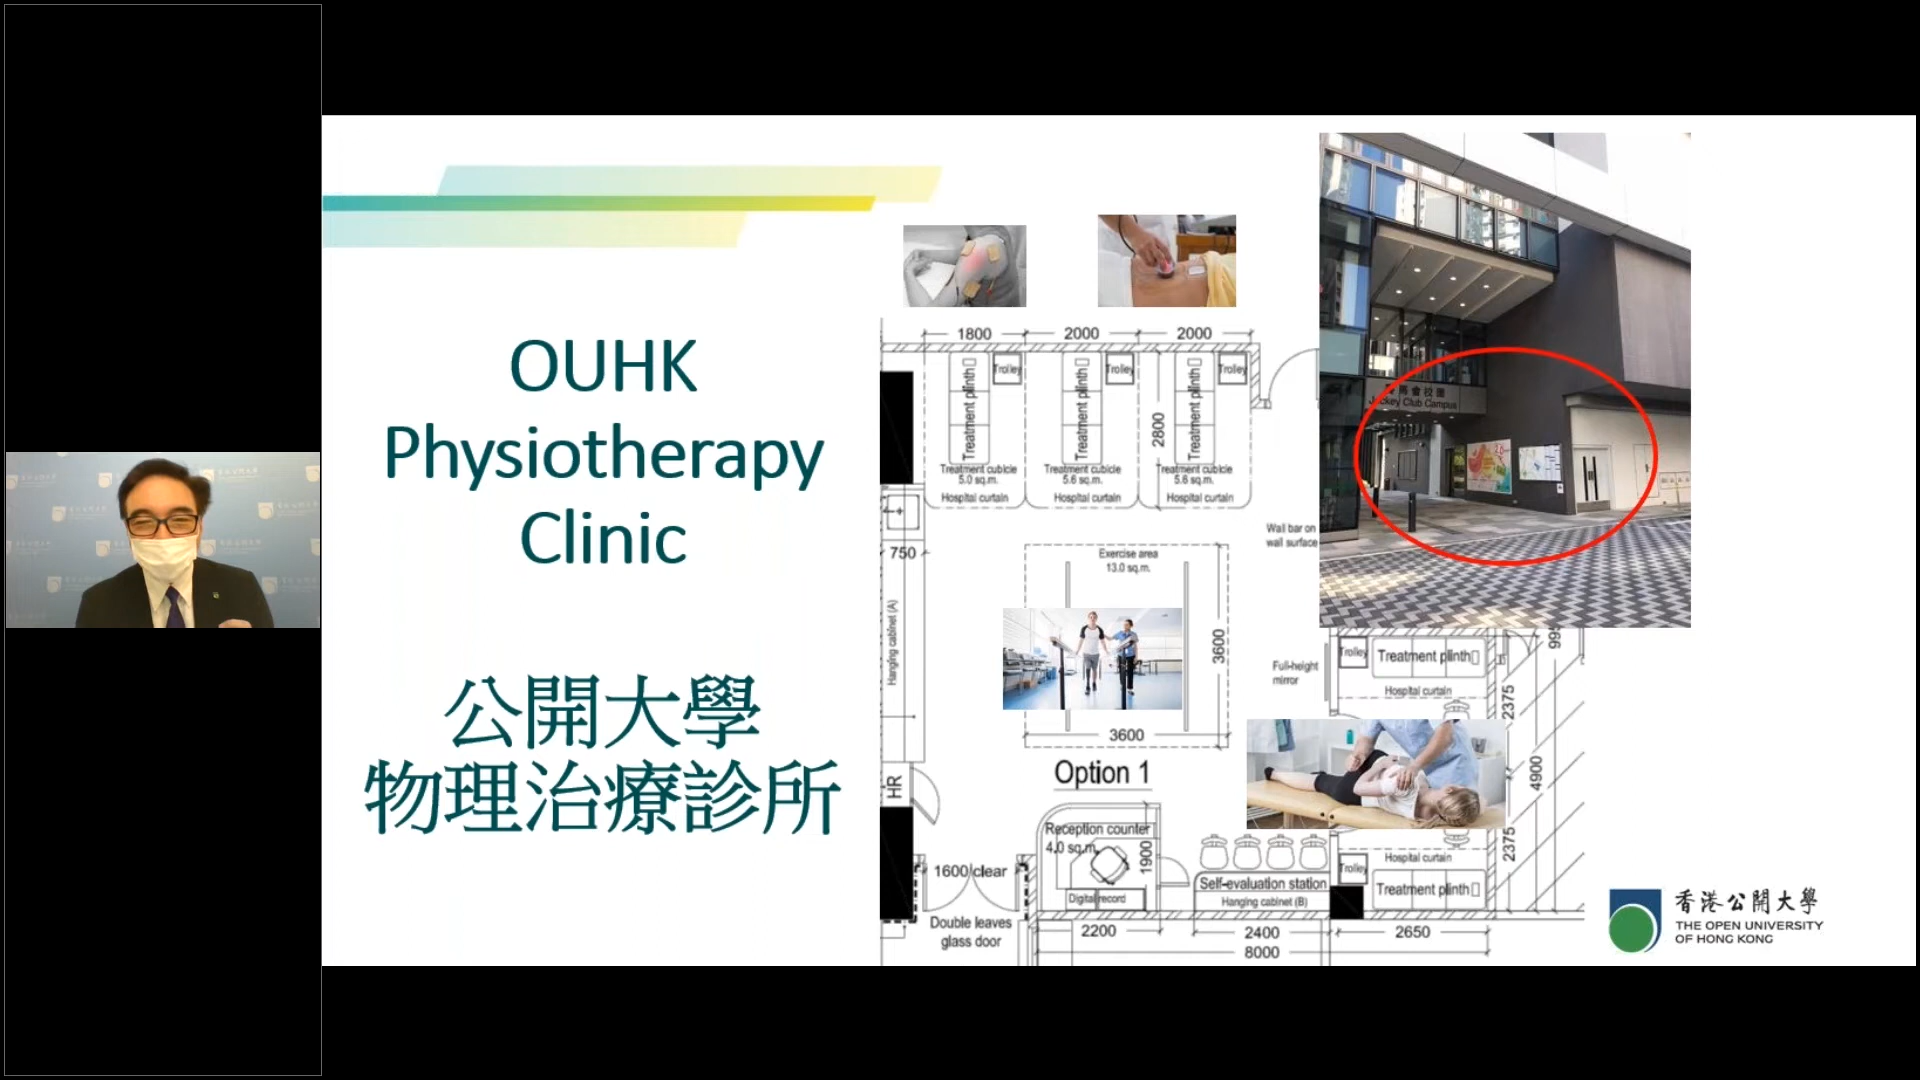 OUHK
Physiotherapy
Clinic
公開大學
物理治療診所
1800
2000
2000
Trolley
Trolley
Trolley
Treatment plinth
Treatment plinth
Treatment plinth
2800
Treatment cubicle
5.0 sq.m.
Treatment cubicle
5.6 sq.m.
Treatment cubicle
5.6 sq.m.
Hospital curtain
Hospital curtain
Hospital curtain
750
Wall bar on
wall surface
Exercise area
13.0 sq.m.
Hanging cabinet (A)
3600
3600
Full-height
mirror
Option 1
HR
Reception counter
4.0 sq.m.
1900
Digital record
1600 clear
Double leaves
glass door
Self-evaluation station
Hanging cabinet (B)
2200
2400
2650
8000
Trolley
Treatment plinth
Hospital curtain
2375
4900
2375
Hospital curtain
Trolley
Treatment plinth
馬會校園
Jockey Club Campus
香港公開大學
THE OPEN UNIVERSITY
OF HONG KONG